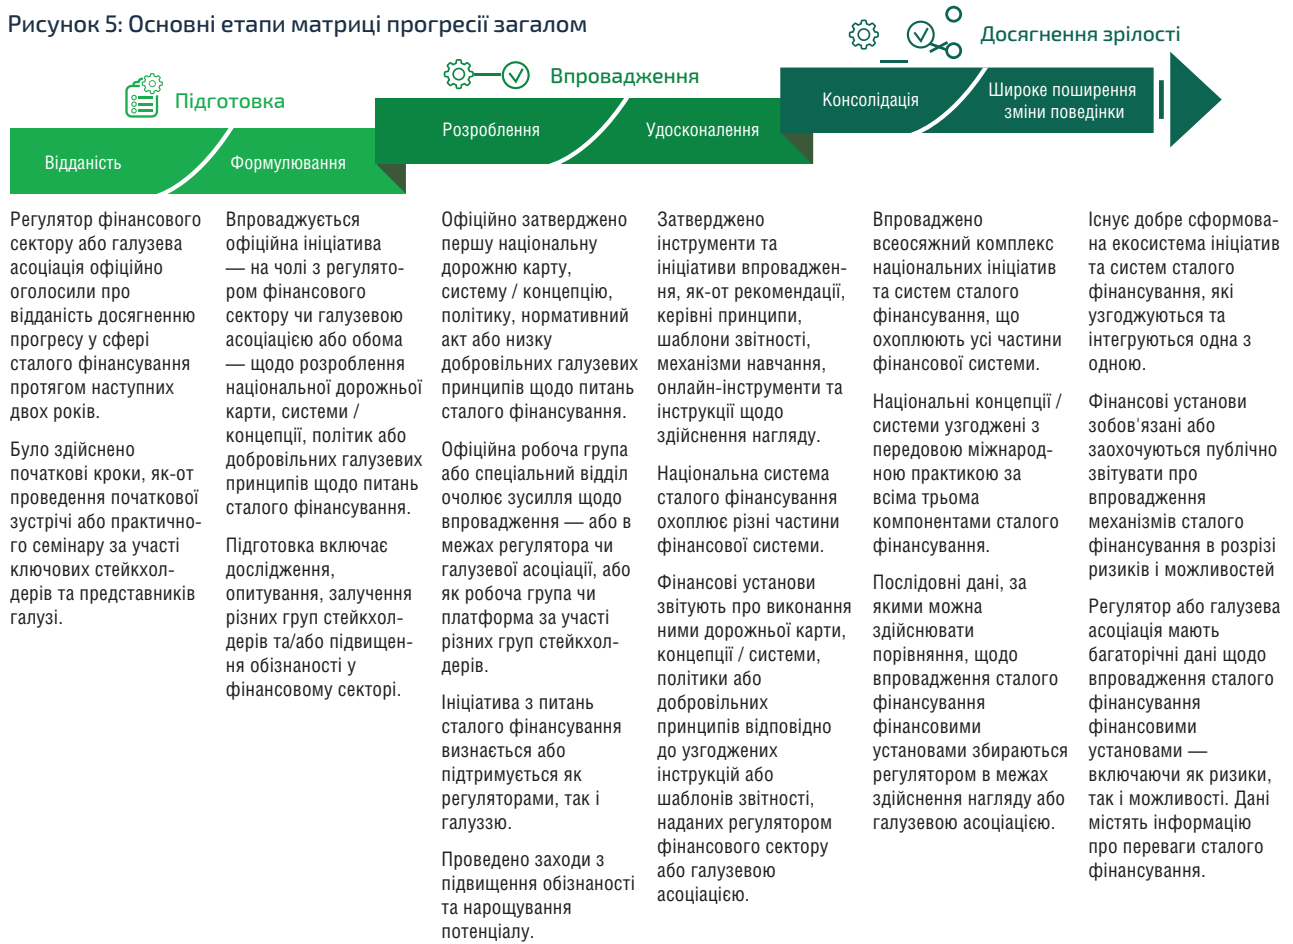 Рисунок 5: Основні етапи матриці прогресії загалом
Підготовка
Впровадження
Досягнення зрілості
Відданість
Формулювання
Розроблення
Удосконалення
Консолідація
Широке поширення
зміни поведінки
Регулятор фінансового
сектору або галузева
асоціація офіційно
оголосили про
відданість досягненню
прогресу у сфері
сталого фінансування
протягом наступних
двох років.
Було здійснено
початкові кроки, як-от
проведення початкової
зустрічі або практично-
го семінару за участі
ключових стейкхол-
дерів та представників
галузі.
Впроваджується
офіційна ініціатива
— на чолі з регулято-
ром фінансового
сектору чи галузевою
асоціацією або обома
— щодо розроблення
національної дорожньої
карти, системи /
концепції, політик або
добровільних галузевих
принципів щодо питань
сталого фінансування.
Підготовка включає
дослідження,
опитування, залучення
різних груп стейкхол-
дерів та/або підвищен-
ня обізнаності у
фінансовому секторі.
Офіційно затверджено
першу національну
дорожню карту,
систему / концепцію,
політику, нормативний
акт або низку
добровільних галузевих
принципів щодо питань
сталого фінансування.
Офіційна робоча група
або спеціальний відділ
очолює зусилля щодо
впровадження — або в
межах регулятора чи
галузевої асоціації, або
як робоча група чи
платформа за участі
різних груп стейкхол-
дерів.
Ініціатива з питань
сталого фінансування
визнається або
підтримується як
регуляторами, так і
галуззю.
Проведено заходи з
підвищення обізнаності
та нарощування
потенціалу.
Затверджено
інструменти та
ініціативи впроваджен-
ня, як-от рекомендації,
керівні принципи,
шаблони звітності,
механізми навчання,
онлайн-інструменти та
інструкції щодо
здійснення нагляду.
Національна система
сталого фінансування
охоплює різні частини
фінансової системи.
Фінансові установи
звітують про виконання
ними дорожньої карти,
концепції / системи,
політики або
добровільних
принципів відповідно
до узгоджених
інструкцій або
шаблонів звітності,
наданих регулятором
фінансового сектору
або галузевою
асоціацією.
Впроваджено
всеосяжний комплекс
національних ініціатив
та систем сталого
фінансування, що
охоплюють усі частини
фінансової системи.
Національні концепції /
системи узгоджені з
передовою міжнарод-
ною практикою за
всіма трьома
компонентами сталого
фінансування.
Послідовні дані, за
якими можна
здійснювати
порівняння, щодо
впровадження сталого
фінансування
фінансовими
установами збираються
регулятором в межах
здійснення нагляду або
галузевою асоціацією.
Існує добре сформова-
на екосистема ініціатив
та систем сталого
фінансування, які
узгоджуються та
інтегруються одна з
одною.
Фінансові установи
зобов'язані або
заохочуються публічно
звітувати про
впровадження
механізмів сталого
фінансування в розрізі
ризиків і можливостей
Регулятор або галузева
асоціація мають
багаторічні дані щодо
впровадження сталого
фінансування
фінансовими
установами —
включаючи як ризики,
так і можливості. Дані
містять інформацію
про переваги сталого
фінансування.